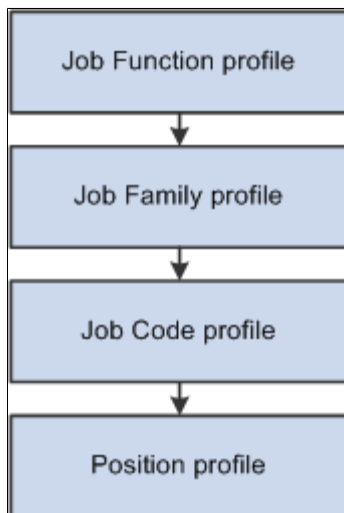 Job Function profile
Job Family profile
Job Code profile
Position profile